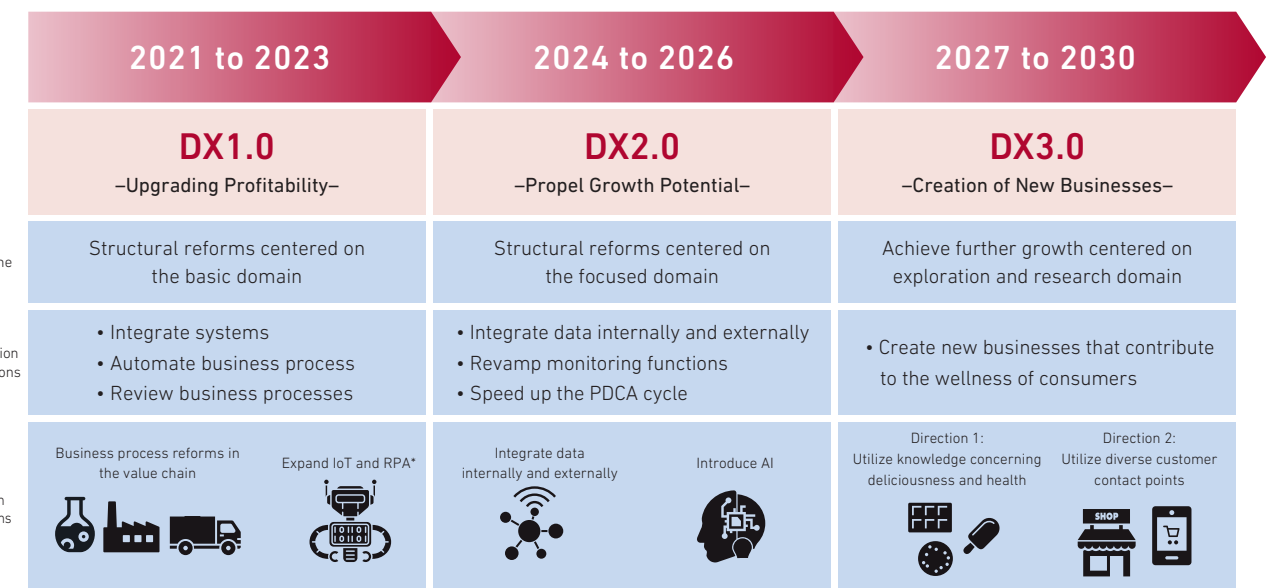 2021 to 2023
2024 to 2026
2027 to 2030
DX1.0
–Upgrading Profitability–
DX2.0
–Propel Growth Potential–
DX3.0
–Creation of New Businesses–
Structural reforms centered on
the basic domain
Structural reforms centered on
the focused domain
Achieve further growth centered on
exploration and research domain
• Integrate systems
• Automate business process
• Review business processes
• Integrate data internally and externally
• Revamp monitoring functions
• Speed up the PDCA cycle
• Create new businesses that contribute
to the wellness of consumers
Business process reforms in
the value chain
Expand IoT and RPA*
Integrate data
internally and externally
Introduce AI
Direction 1:
Utilize knowledge concerning
deliciousness and health
Direction 2:
Utilize diverse customer
contact points
SHOP